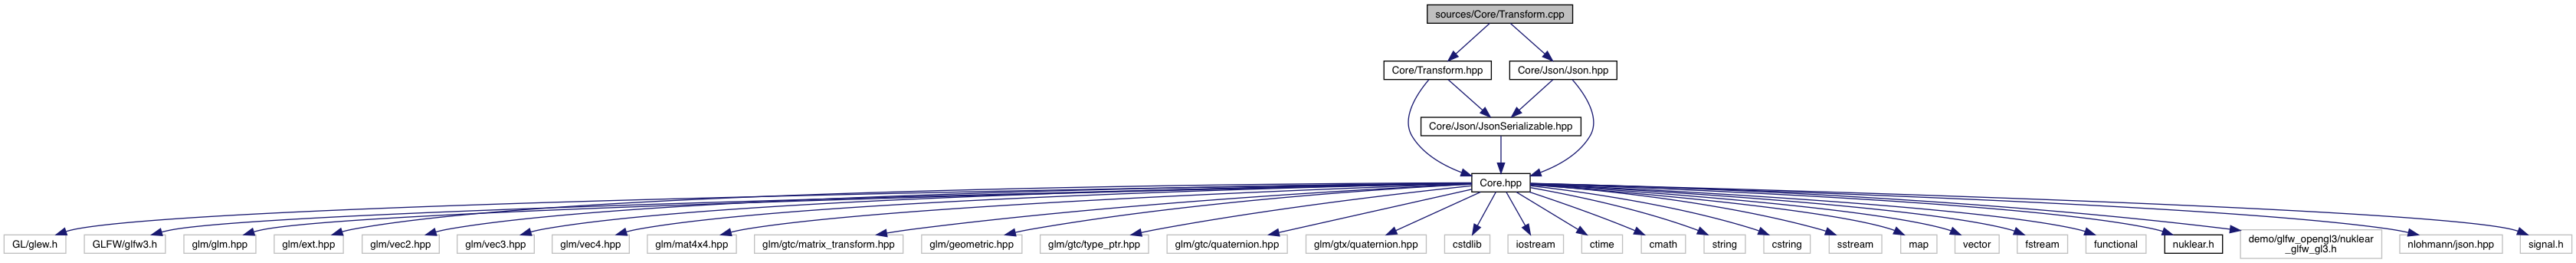 sources/Core/Transform.cpp
Core/Transform.hpp
Core/Json/Json.hpp
Core/Json/JsonSerializable.hpp
Core.hpp
GL/glew.h
GLFW/glfw3.h
glm/glm.hpp
glm/ext.hpp
glm/vec2.hpp
glm/vec3.hpp
glm/vec4.hpp
glm/mat4x4.hpp
glm/gtc/matrix_transform.hpp
glm/geometric.hpp
glm/gtc/type_ptr.hpp
glm/gtc/quaternion.hpp
glm/gtx/quaternion.hpp
cstdlib
iostream
ctime
cmath
string
cstring
sstream
map
vector
fstream
functional
nuklear.h
demo/glfw_opengl3/nuklear
_glfw_gl3.h
nlohmann/json.hpp
signal.h